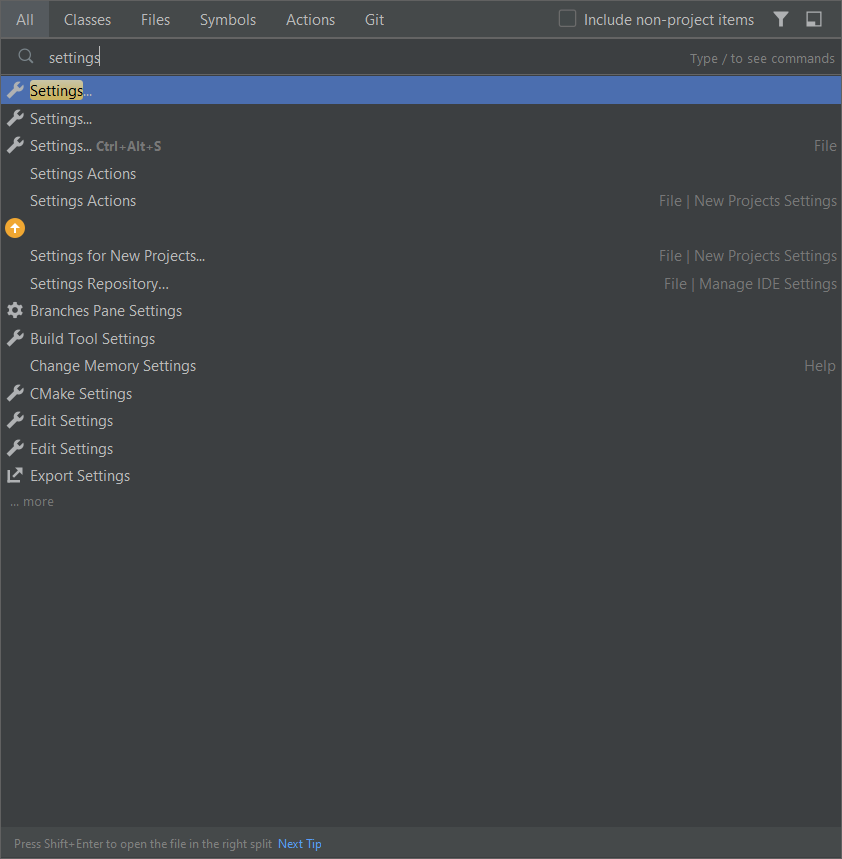 All Classes Files Symbols Actions Git Include non-project items
settings Type / to see commands
Settings...
Settings...
Settings... Ctrl+Alt+S File
Settings Actions
Settings Actions File | New Projects Settings
Settings for New Projects... File | New Projects Settings
Settings Repository... File | Manage IDE Settings
Branches Pane Settings
Build Tool Settings
Change Memory Settings Help
CMake Settings
Edit Settings
Edit Settings
Export Settings
... more
Press Shift+Enter to open the file in the right split Next Tip